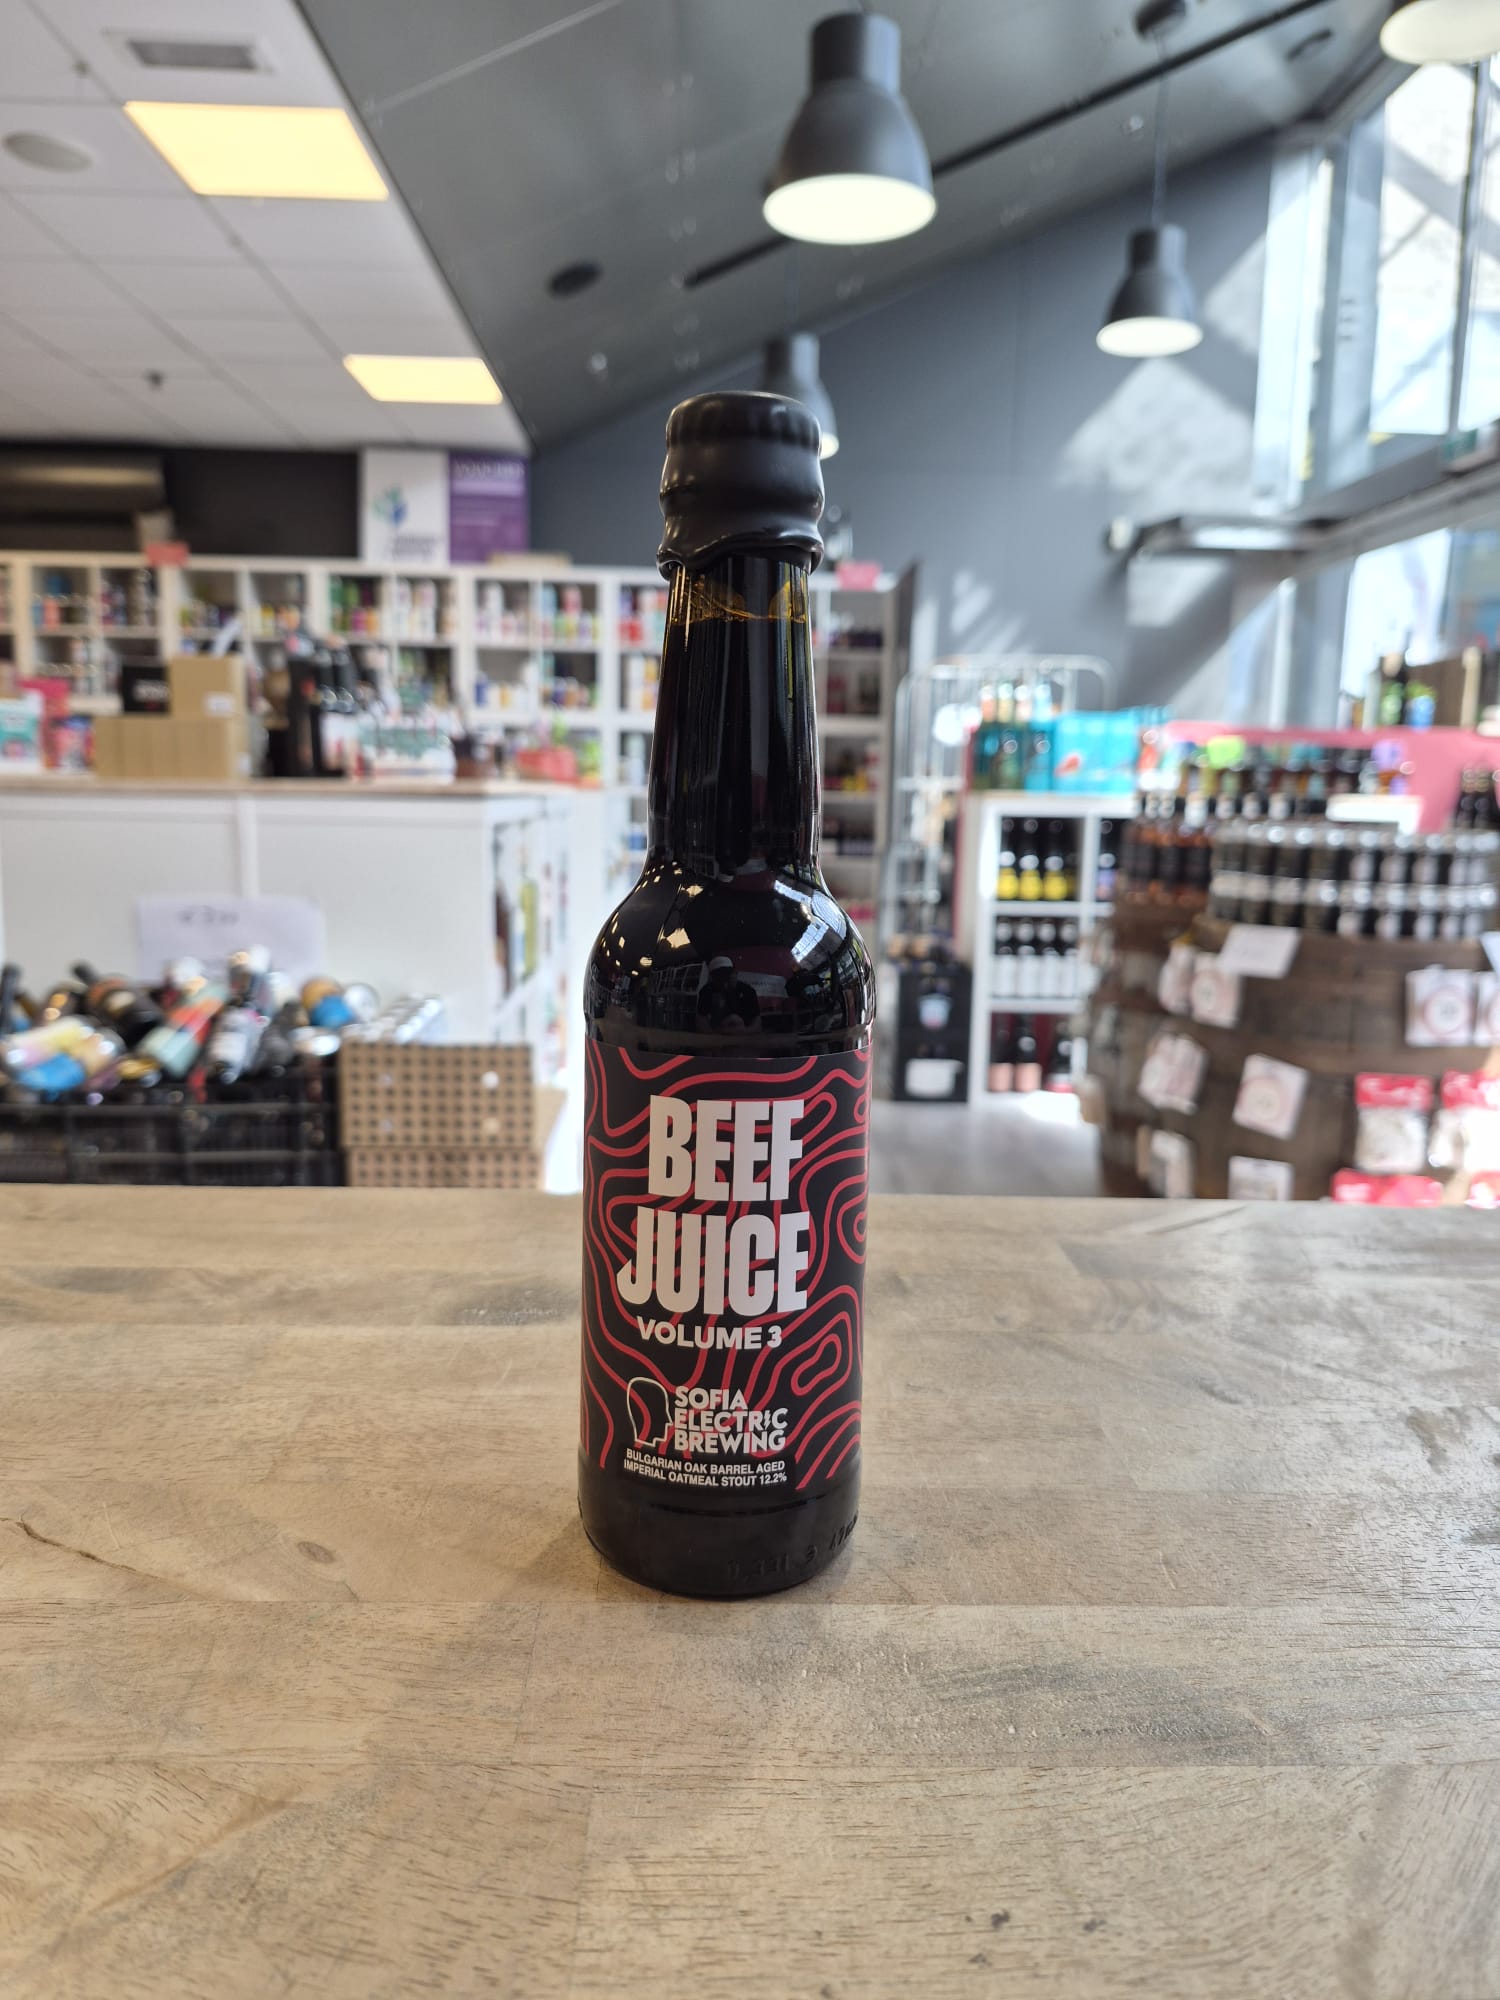 BEEF
JUICE
VOLUME 3
SOFIA
ELECTRIC
BREWING
BULGARIAN OAK BARREL AGED
IMPERIAL OATMEAL STOUT 12.2%